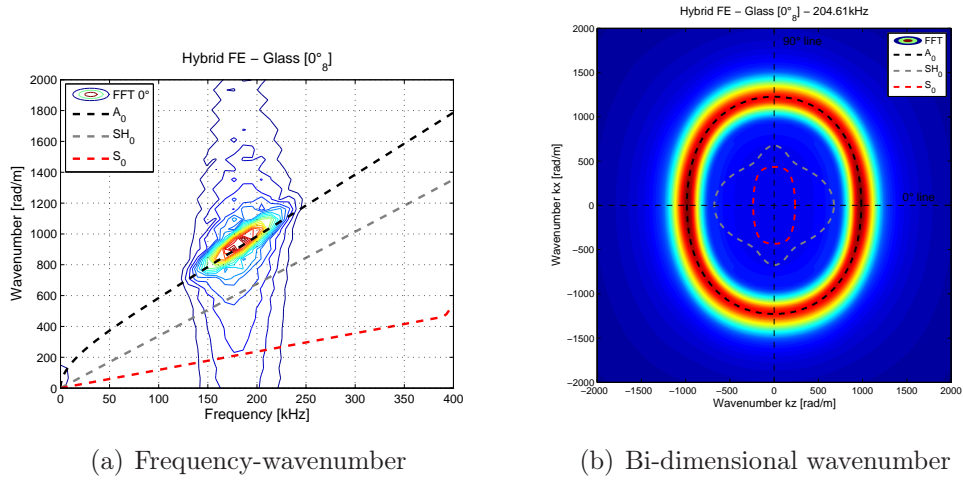 Hybrid FE − Glass [0°8]
2000
1800
1600
1400
1200
1000
800
600
400
200
0
Wavenumber [rad/m]
FFT 0°
A0
SH0
S0
0 50 100 150 200 250 300 350 400
Frequency [kHz]
(a) Frequency-wavenumber
Hybrid FE − Glass [0°8] − 204.61kHz
2000
1500
1000
500
0
−500
−1000
−1500
−2000
Wavenumber kx [rad/m]
90° line
0° line
FFT
A0
SH0
S0
−2000 −1500 −1000 −500 0 500 1000 1500 2000
Wavenumber kz [rad/m]
(b) Bi-dimensional wavenumber